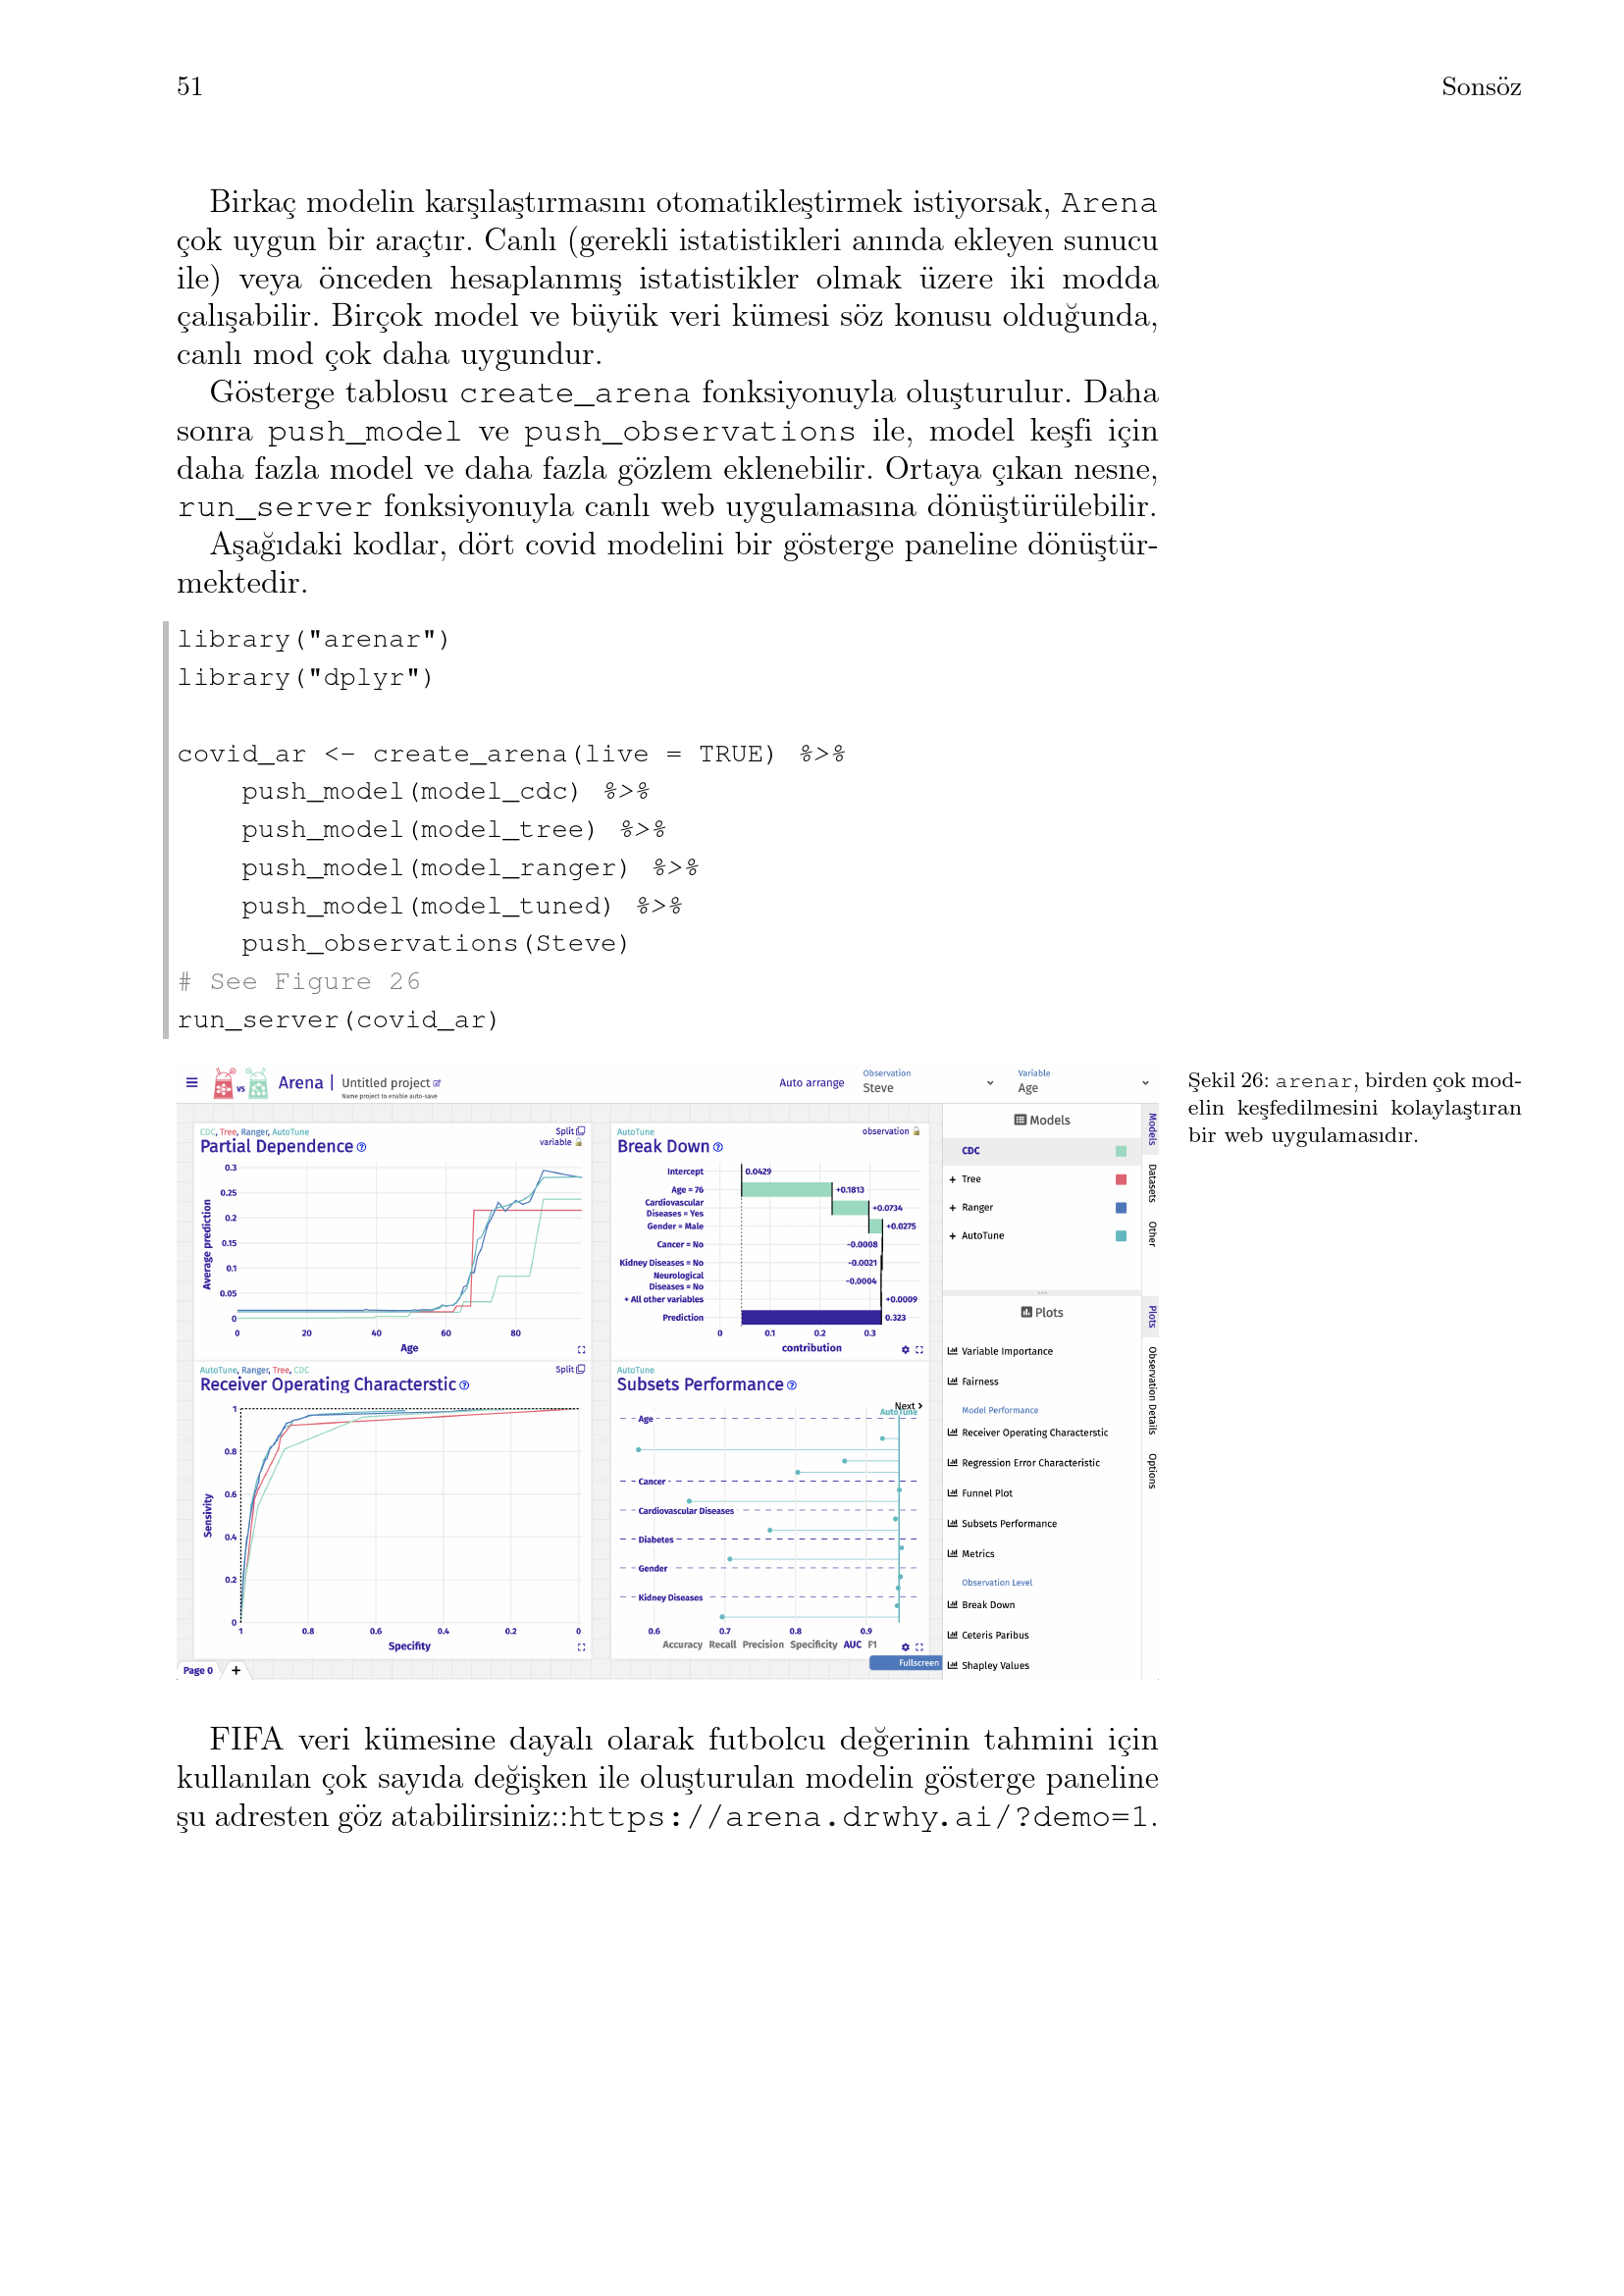 51
Sonsöz
Birkaç modelin karşılaştırmasını otomatikleştirmek istiyorsak, Arena
çok uygun bir araçtır. Canlı (gerekli istatistikleri anında ekleyen sunucu
ile) veya önceden hesaplanmış istatistikler olmak üzere iki modda
çalışabilir. Birçok model ve büyük veri kümesi söz konusu olduğunda,
canlı mod çok daha uygundur.
Gösterge tablosu create_arena fonksiyonuyla oluşturulur. Daha
sonra push_model ve push_observations ile, model keşfi için
daha fazla model ve daha fazla gözlem eklenebilir. Ortaya çıkan nesne,
run_server fonksiyonuyla canlı web uygulamasına dönüştürülebilir.
Aşağıdaki kodlar, dört covid modelini bir gösterge paneline dönüştür-
mektedir.
library("arenar")
library("dplyr")
covid_ar <- create_arena(live = TRUE) %>%
push_model(model_cdc) %>%
push_model(model_tree) %>%
push_model(model_ranger) %>%
push_model(model_tuned) %>%
push_observations(Steve)
# See Figure 26
run_server(covid_ar)
vs
Arena | Untitled project
Name project to enable auto-save
Auto arrange
Observation
Steve
Variable
Age
CDC, Tree, Ranger, AutoTune
Split
Partial Dependence
variable
0.3
0.25
0.2
0.15
0.1
0.05
0
Average prediction
0 20 40 60 80
Age
AutoTune
observation
Break Down
Intercept 0.0429
Age = 76 +0.1813
Cardiovascular
Diseases = Yes +0.0734
Gender = Male +0.0275
Cancer = No -0.0008
Kidney Diseases = No -0.0021
Neurological
Diseases = No -0.0004
+ All other variables +0.0009
Prediction 0.323
0 0.1 0.2 0.3
contribution
AutoTune, Ranger, Tree, CDC
Split
Receiver Operating Characterstic
1
0.8
0.6
0.4
0.2
0
Sensivity
1 0.8 0.6 0.4 0.2 0
Specifity
AutoTune
Subsets Performance
Next
AutoTune
Age
Cancer
Cardiovascular Diseases
Diabetes
Gender
Kidney Diseases
0.6 0.7 0.8 0.9
Accuracy Recall Precision Specificity AUC F1
Fullscreen
Page 0 +
Models
CDC
+ Tree
+ Ranger
+ AutoTune
Models
Datasets
Other
Plots
Variable Importance
Fairness
Model Performance
Receiver Operating Characterstic
Regression Error Characteristic
Funnel Plot
Subsets Performance
Metrics
Observation Level
Break Down
Ceteris Paribus
Shapley Values
Plots
Observation Details
Options
Şekil 26: arenar, birden çok mod-
elin keşfedilmesini kolaylaştıran
bir web uygulamasıdır.
FIFA veri kümesine dayalı olarak futbolcu değerinin tahmini için
kullanılan çok sayıda değişken ile oluşturulan modelin gösterge paneline
şu adresten göz atabilirsiniz::https://arena.drwhy.ai/?demo=1.